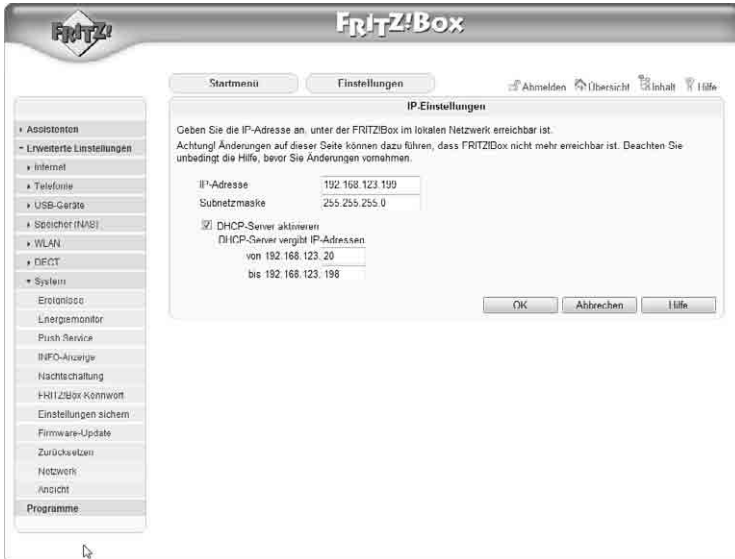 FRITZ!
FRITZ!Box
Startmenü
Einstellungen
Abmelden
Übersicht
Inhalt
Hilfe
Assistenten
Erweiterte Einstellungen
Internet
Telefonie
USB-Geräte
Speicher (NAS)
WLAN
DECT
System
Ereignisse
Energiemonitor
Push Service
INFO-Anzeige
Nachtschaltung
FRITZ!Box Kennwort
Einstellungen sichern
Firmware-Update
Zurücksetzen
Netzwerk
Ansicht
Programme
IP-Einstellungen
Geben Sie die IP-Adresse an, unter der FRITZ!Box im lokalen Netzwerk erreichbar ist.
Achtung! Änderungen auf dieser Seite können dazu führen, dass FRITZ!Box nicht mehr erreichbar ist. Beachten Sie
unbedingt die Hilfe, bevor Sie Änderungen vornehmen.
IP-Adresse 192.168.123.199
Subnetzmaske 255.255.255.0
DHCP-Server aktivieren
DHCP-Server vergibt IP-Adressen
von 192.168.123.20
bis 192.168.123.198
OK
Abbrechen
Hilfe